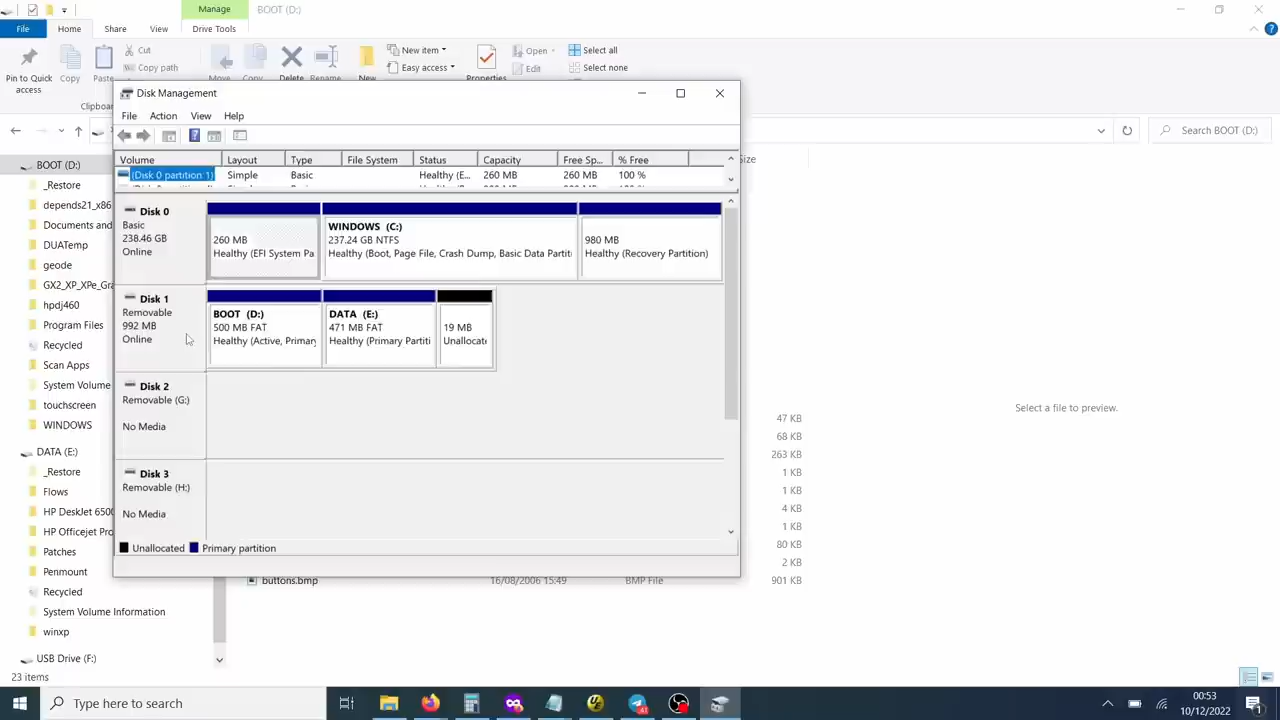 Manage
BOOT (D:)
File
Home
Share
View
Drive Tools
Pin to Quick
access
Copy
Paste
Cut
Copy path
Move
Copy
Delete
Rename
New
New item
Easy access
Properties
Open
Edit
Select all
Select none
Search BOOT (D:)
BOOT (D:)
_Restore
depends21_x86
Documents and
DUATemp
geode
GX2_XP_XPe_Gra
hpdj460
Program Files
Recycled
Scan Apps
System Volume
touchscreen
WINDOWS
DATA (E:)
_Restore
Flows
HP DeskJet 6500
HP Officejet Pro
Patches
Penmount
Recycled
System Volume Information
winxp
USB Drive (F:)
23 items
Disk Management
File
Action
View
Help
Volume
Layout
Type
File System
Status
Capacity
Free Sp...
% Free
(Disk 0 partition 1)
Simple
Basic
Healthy (E...
260 MB
260 MB
100 %
Disk 0
Basic
238.46 GB
Online
260 MB
Healthy (EFI System Pa
WINDOWS (C:)
237.24 GB NTFS
Healthy (Boot, Page File, Crash Dump, Basic Data Partiti
980 MB
Healthy (Recovery Partition)
Disk 1
Removable
992 MB
Online
BOOT (D:)
500 MB FAT
Healthy (Active, Primary
DATA (E:)
471 MB FAT
Healthy (Primary Partiti
19 MB
Unallocate
Disk 2
Removable (G:)
No Media
Disk 3
Removable (H:)
No Media
Unallocated
Primary partition
Size
47 KB
68 KB
263 KB
1 KB
1 KB
4 KB
1 KB
80 KB
2 KB
buttons.bmp
16/08/2006 15:49
BMP File
901 KB
Select a file to preview.
Type here to search
00:53
10/12/2022